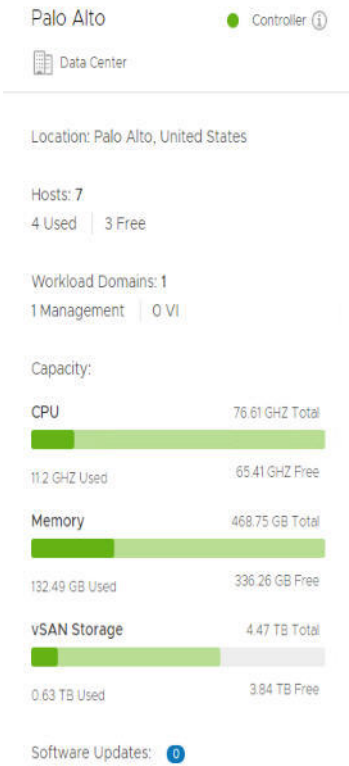 Palo Alto
Controller
Data Center
Location: Palo Alto, United States
Hosts: 7
4 Used 3 Free
Workload Domains: 1
1 Management 0 VI
Capacity:
CPU 76.61 GHZ Total
11.2 GHZ Used 65.41 GHZ Free
Memory 468.75 GB Total
132.49 GB Used 336.26 GB Free
vSAN Storage 4.47 TB Total
0.63 TB Used 3.84 TB Free
Software Updates: 0